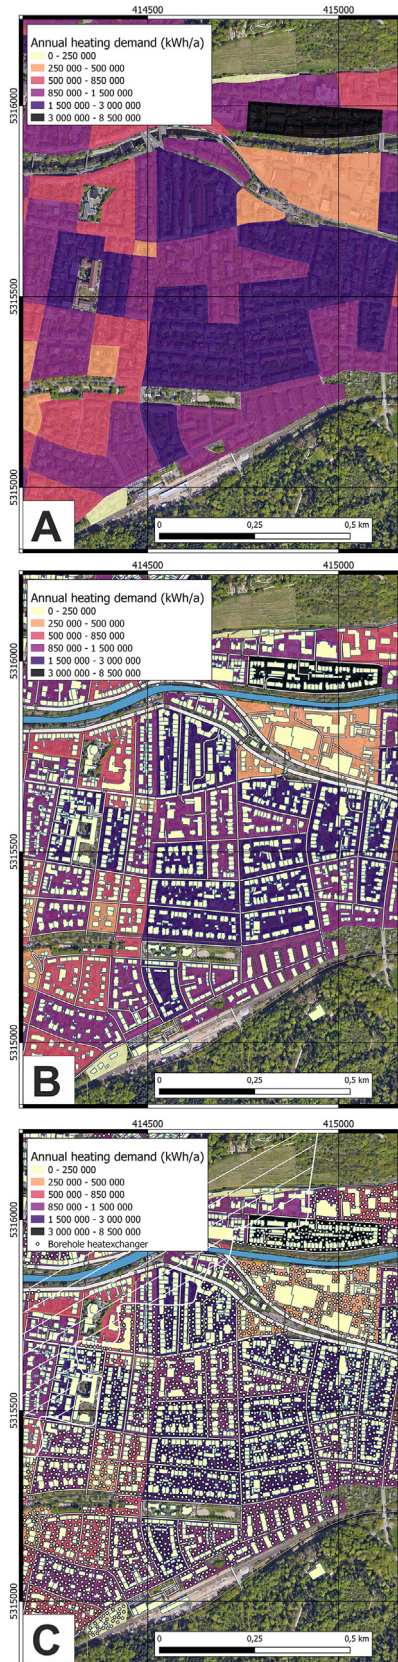 414500
415000
Annual heating demand (kWh/a)
0 - 250 000
250 000 - 500 000
500 000 - 850 000
850 000 - 1 500 000
1 500 000 - 3 000 000
3 000 000 - 8 500 000
5316000
5315500
5315000
A
0
0,25
0,5 km
414500
415000
Annual heating demand (kWh/a)
0 - 250 000
250 000 - 500 000
500 000 - 850 000
850 000 - 1 500 000
1 500 000 - 3 000 000
3 000 000 - 8 500 000
5316000
5315500
5315000
B
0
0,25
0,5 km
414500
415000
Annual heating demand (kWh/a)
0 - 250 000
250 000 - 500 000
500 000 - 850 000
850 000 - 1 500 000
1 500 000 - 3 000 000
3 000 000 - 8 500 000
Borehole heatexchanger
5316000
5315500
5315000
C
0
0,25
0,5 km